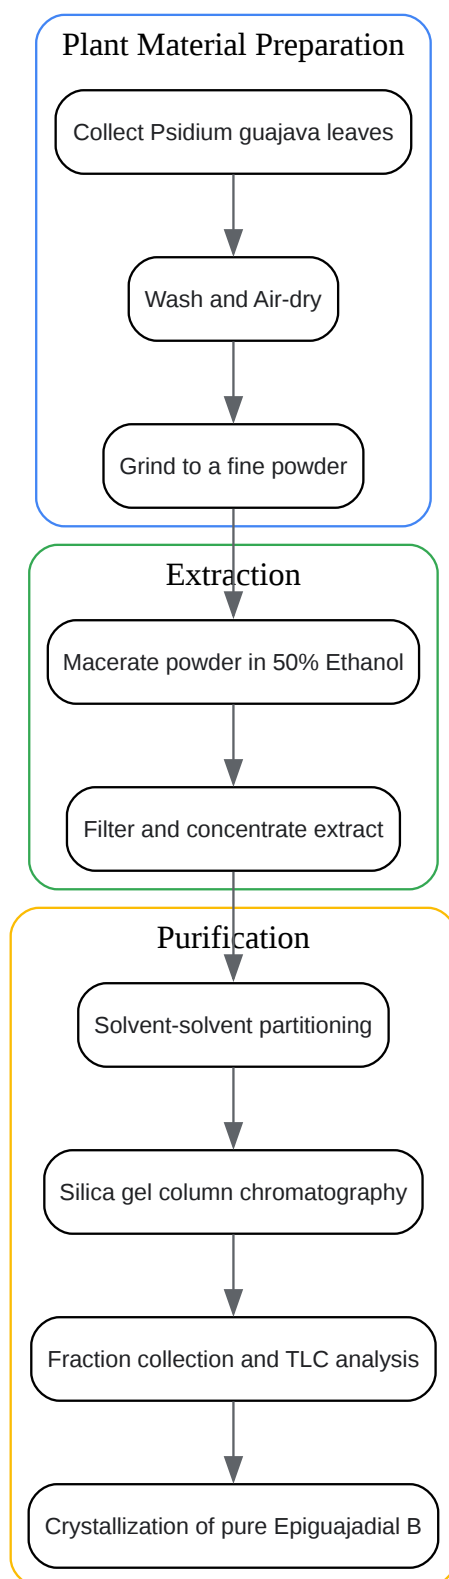 Plant Material Preparation
Collect Psidium guajava leaves
Wash and Air-dry
Grind to a fine powder
Extraction
Macerate powder in 50% Ethanol
Filter and concentrate extract
Purification
Solvent-solvent partitioning
Silica gel column chromatography
Fraction collection and TLC analysis
Crystallization of pure Epiguajadial B